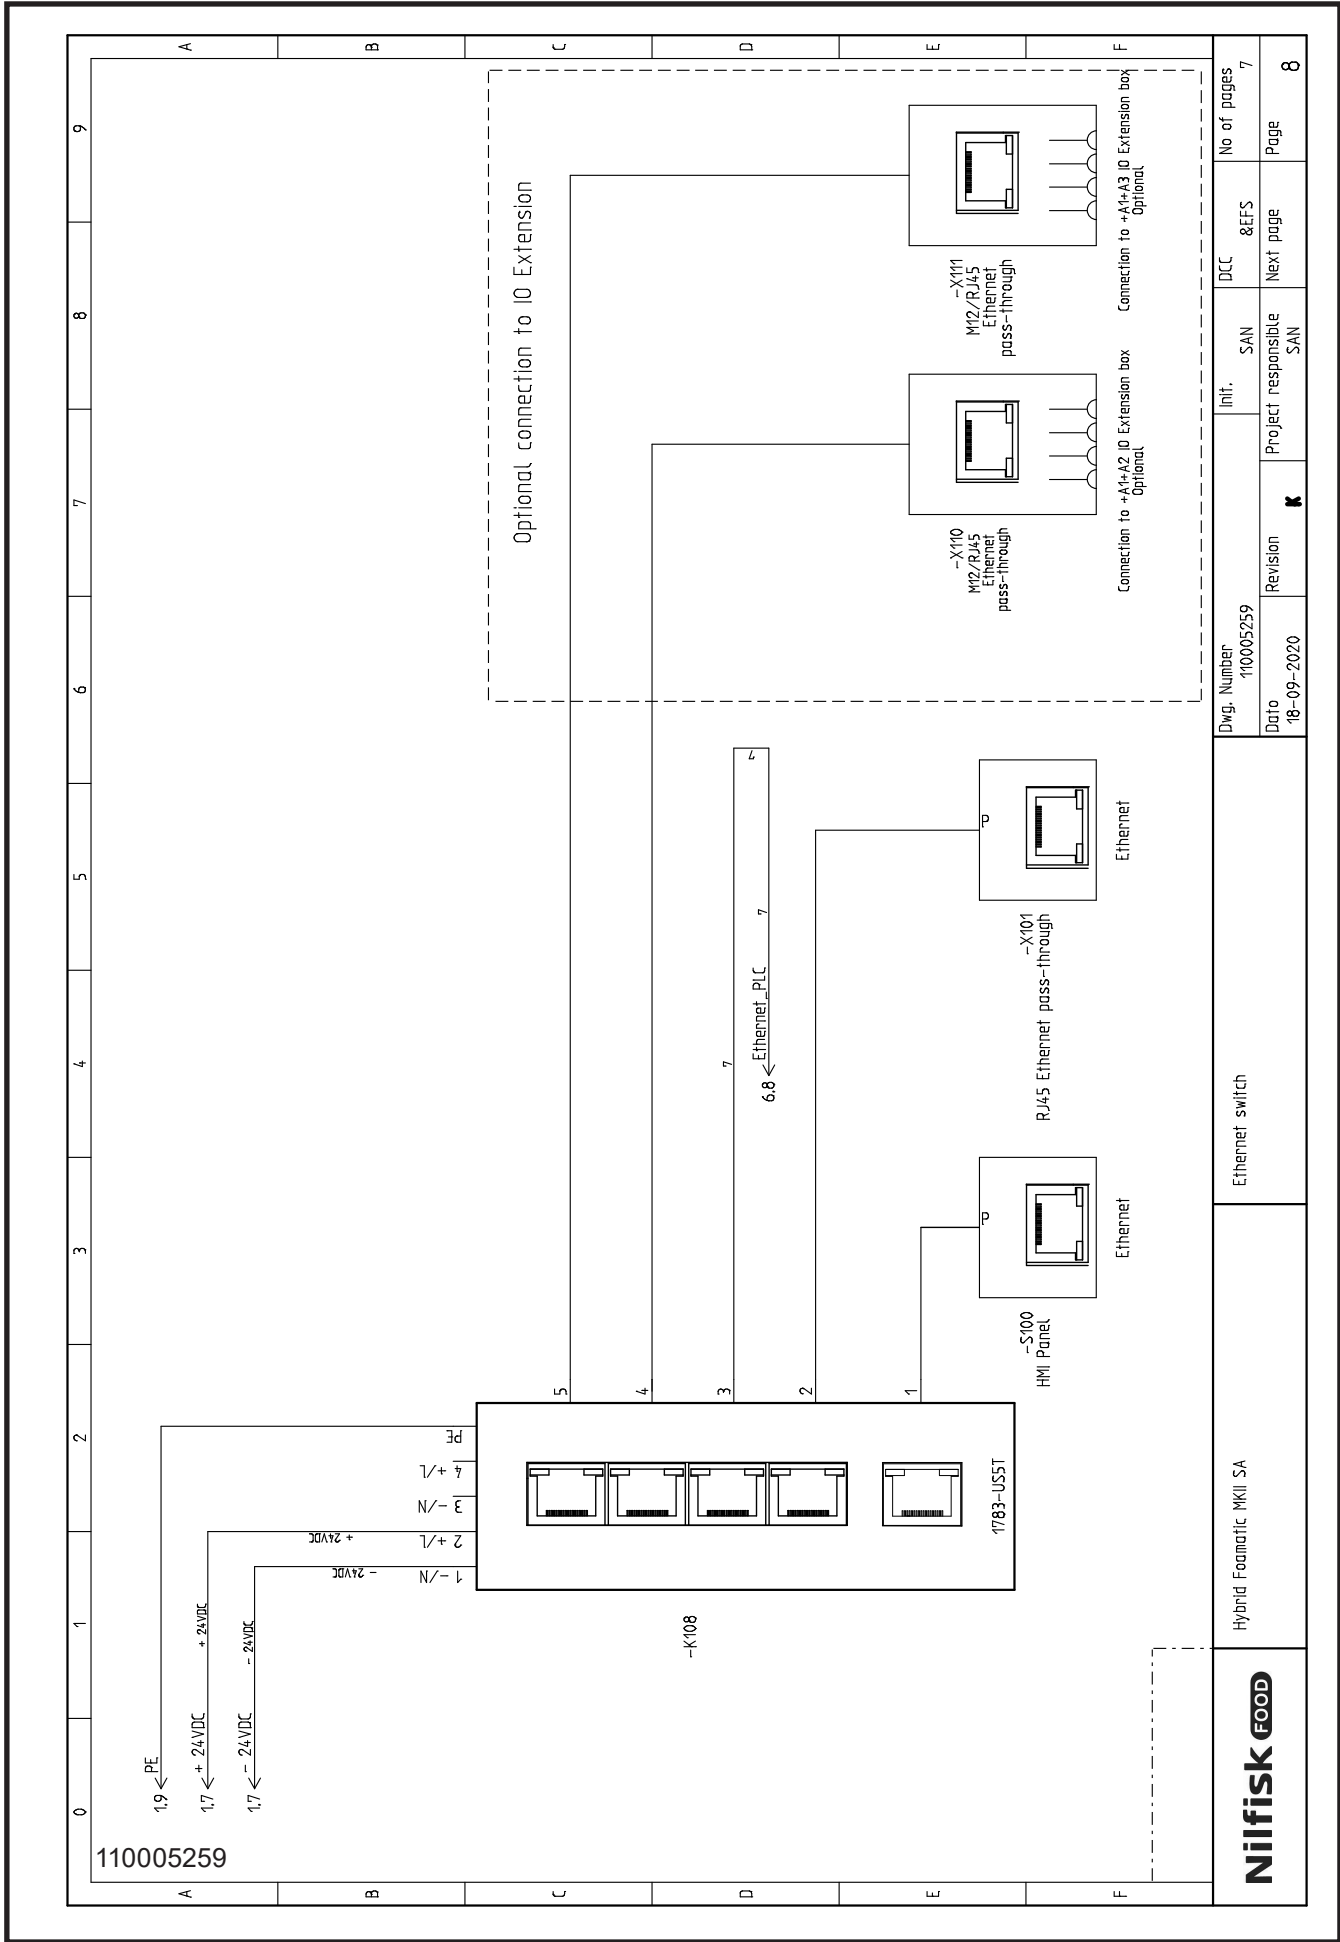 110005259
0
1
2
3
4
5
6
7
8
9
A
B
C
D
E
F
A
B
C
D
E
F
1.9 PE
1.7 + 24VDC + 24VDC
1.7 - 24VDC - 24VDC
- 24VDC
+ 24VDC
1 -/N
2 +/L
3 -/N
4 +/L
PE
-K108
1783-US5T
5
4
3
2
1
7
7
7
6.8 Ethernet_PLC
-S100
HMI Panel
P
Ethernet
-X101
RJ45 Ethernet pass-through
P
Ethernet
Optional connection to IO Extension
-X110
M12/RJ45
Ethernet
pass-through
Connection to +A1+A2 IO Extension box
Optional
-X111
M12/RJ45
Ethernet
pass-through
Connection to +A1+A3 IO Extension box
Optional
Nilfisk FOOD
Hybrid Foamatic MKII SA
Ethernet switch
Dwg. Number
110005259
Init.
SAN
DCC
&EFS
No of pages
7
Dato
18-09-2020
Revision
K
Project responsible
SAN
Next page
Page
8